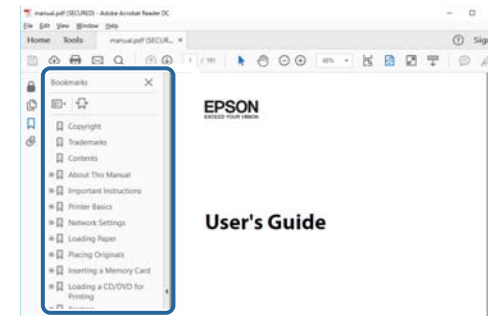 manual.pdf (SECURED) - Adobe Acrobat Reader DC
File Edit View Window Help
Home Tools manual.pdf (SECUR... ×
Sig
Bookmarks
Copyright
Trademarks
Contents
About This Manual
Important Instructions
Printer Basics
Network Settings
Loading Paper
Placing Originals
Inserting a Memory Card
Loading a CD/DVD for
Printing
EPSON
EXCEED YOUR VISION
User's Guide